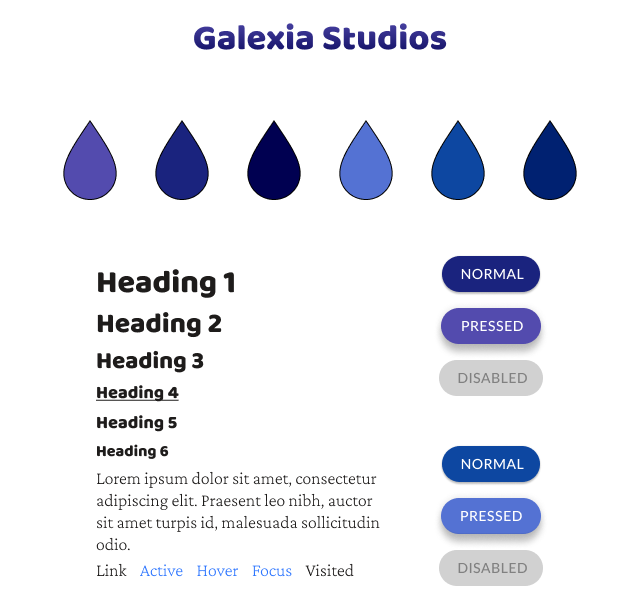 Galexia Studios
Heading 1
Heading 2
Heading 3
Heading 4
Heading 5
Heading 6
Lorem ipsum dolor sit amet, consectetur
adipiscing elit. Praesent leo nibh, auctor
sit amet turpis id, malesuada sollicitudin
odio.
Link Active Hover Focus Visited
NORMAL
PRESSED
DISABLED
NORMAL
PRESSED
DISABLED